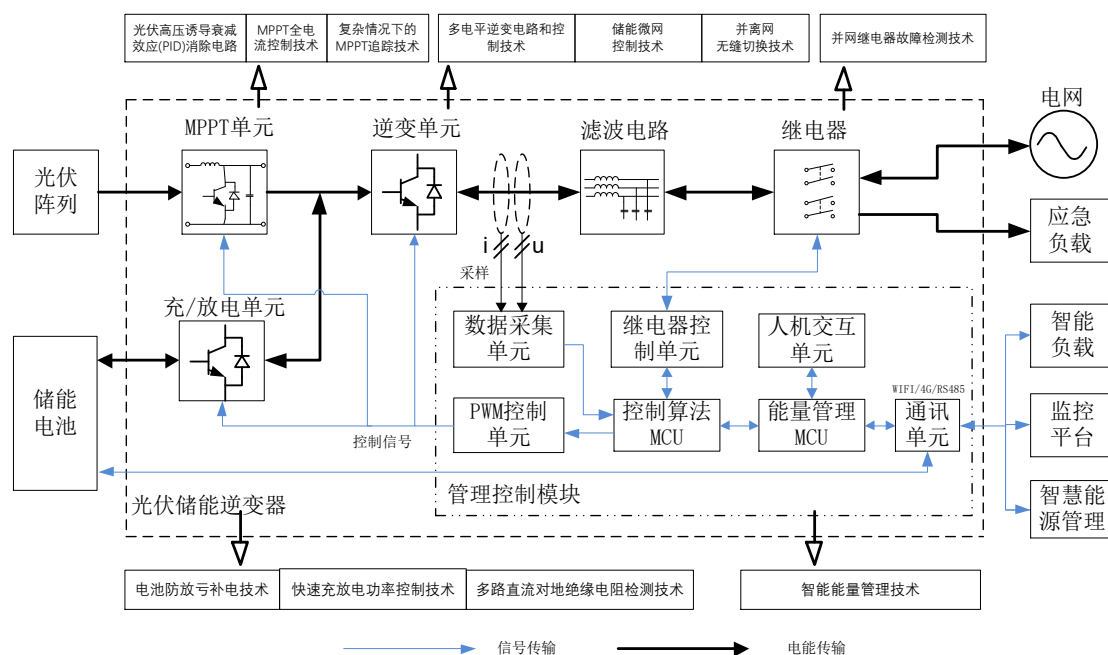 光伏高压诱导衰减
效应(PID)消除电路
MPPT全电
流控制技术
复杂情况下的
MPPT追踪技术
多电平逆变电路和控
制技术
储能微网
控制技术
并离网
无缝切换技术
并网继电器故障检测技术
电网
MPPT单元
逆变单元
滤波电路
继电器
光伏
阵列
应急
负载
i
u
采样
充/放电单元
数据采集
单元
继电器控
制单元
人机交互
单元
智能
负载
储能
电池
WIFI/4G/RS485
PWM控制
单元
控制算法
MCU
能量管理
MCU
通讯
单元
监控
平台
控制信号
管理控制模块
光伏储能逆变器
智慧能
源管理
电池防放亏补电技术
快速充放电功率控制技术
多路直流对地绝缘电阻检测技术
智能能量管理技术
信号传输
电能传输